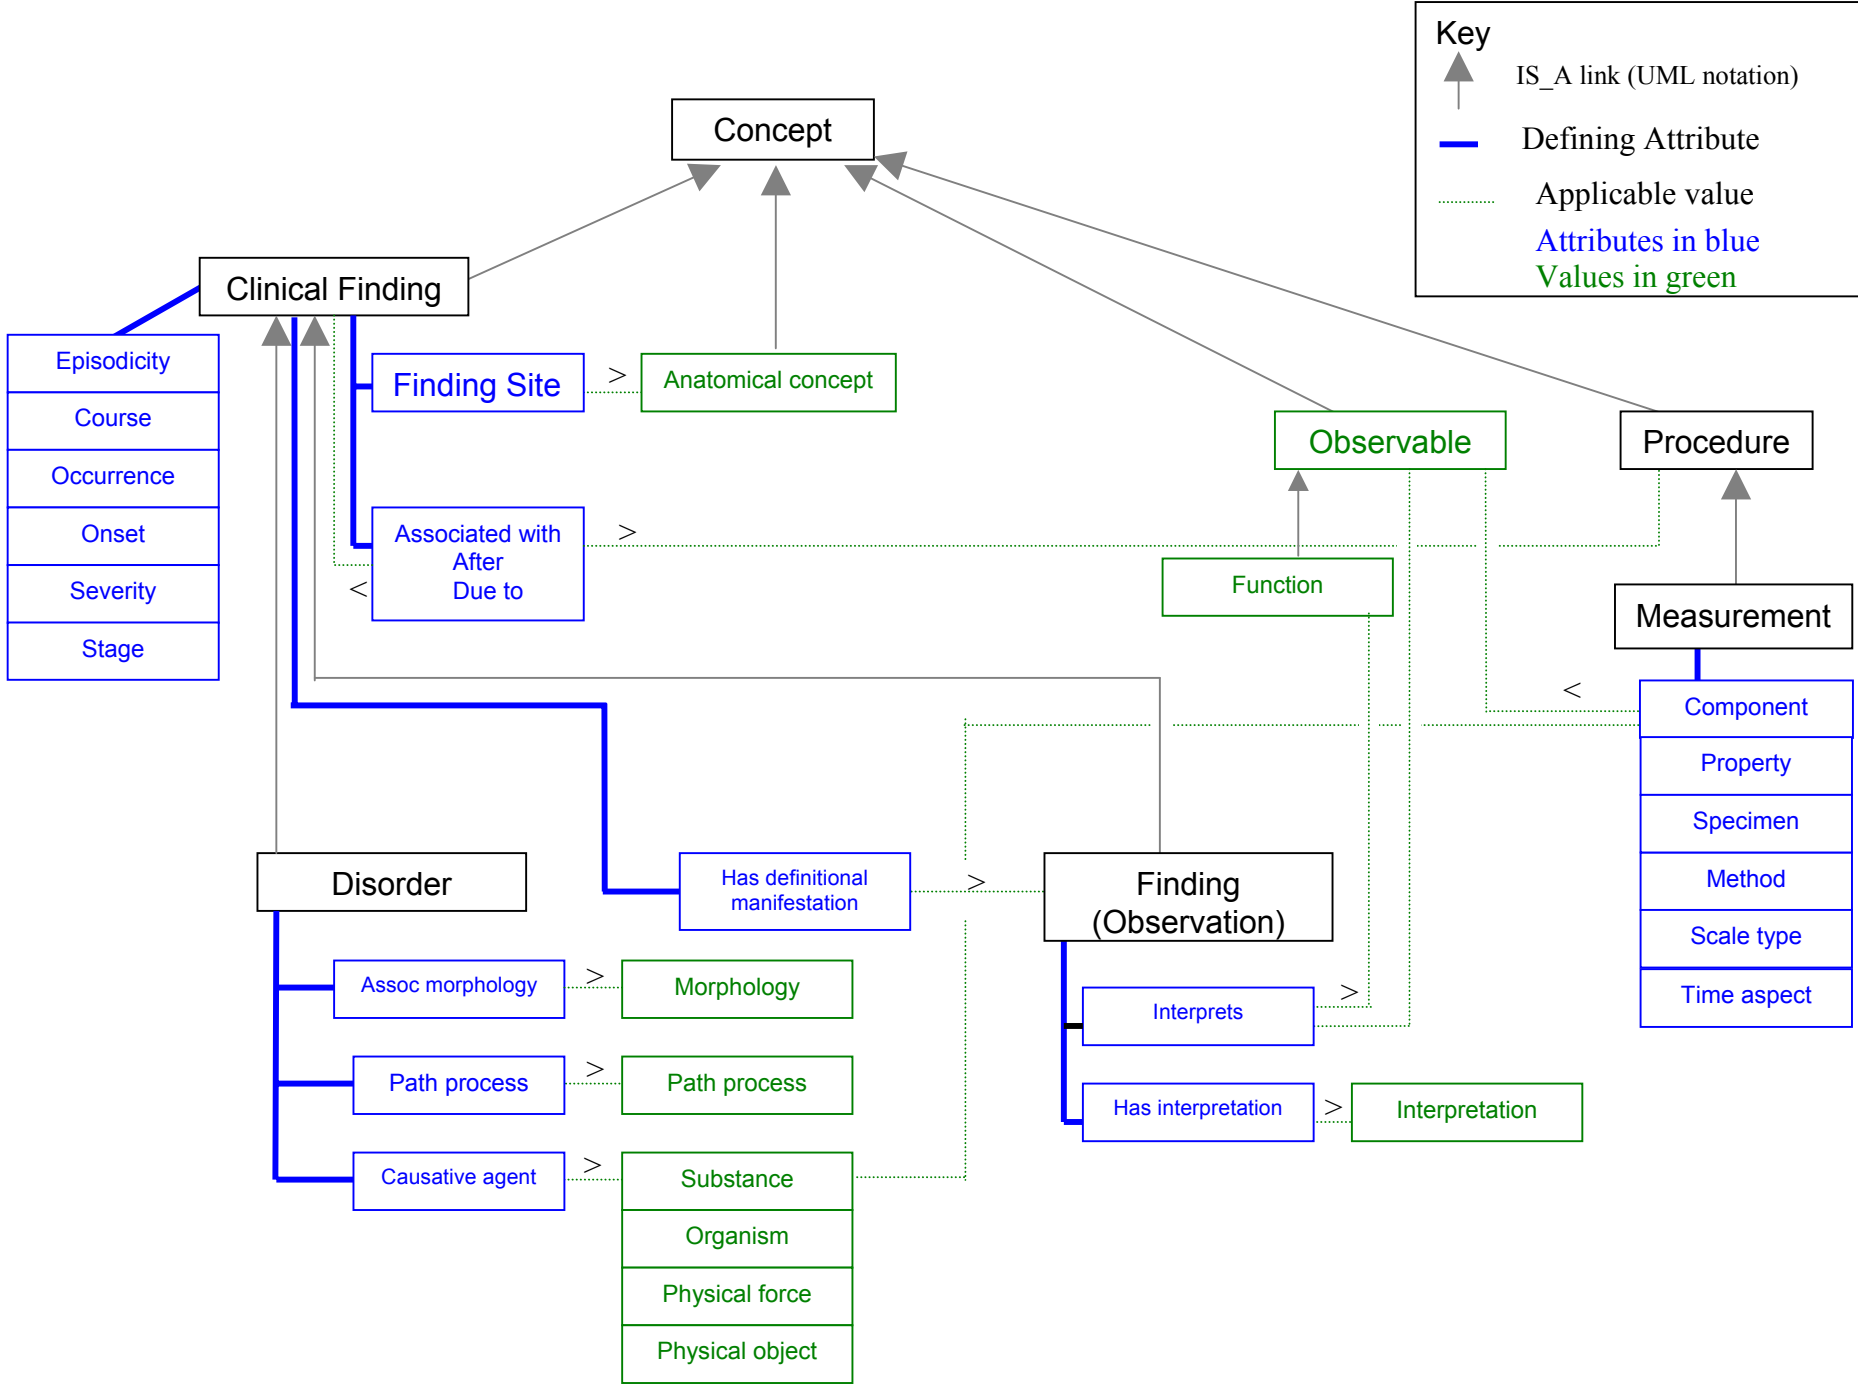 Key
IS_A link (UML notation)
Defining Attribute
Applicable value
Attributes in blue
Values in green
Concept
Clinical Finding
Episodicity
Course
Occurrence
Onset
Severity
Stage
Finding Site
>
Anatomical concept
Associated with
After
Due to
>
<
Observable
Procedure
Function
Measurement
<
Component
Property
Specimen
Method
Scale type
Time aspect
Disorder
Has definitional
manifestation
>
Finding
(Observation)
Assoc morphology
>
Morphology
Interprets
>
Path process
>
Path process
Has interpretation
>
Interpretation
Causative agent
>
Substance
Organism
Physical force
Physical object